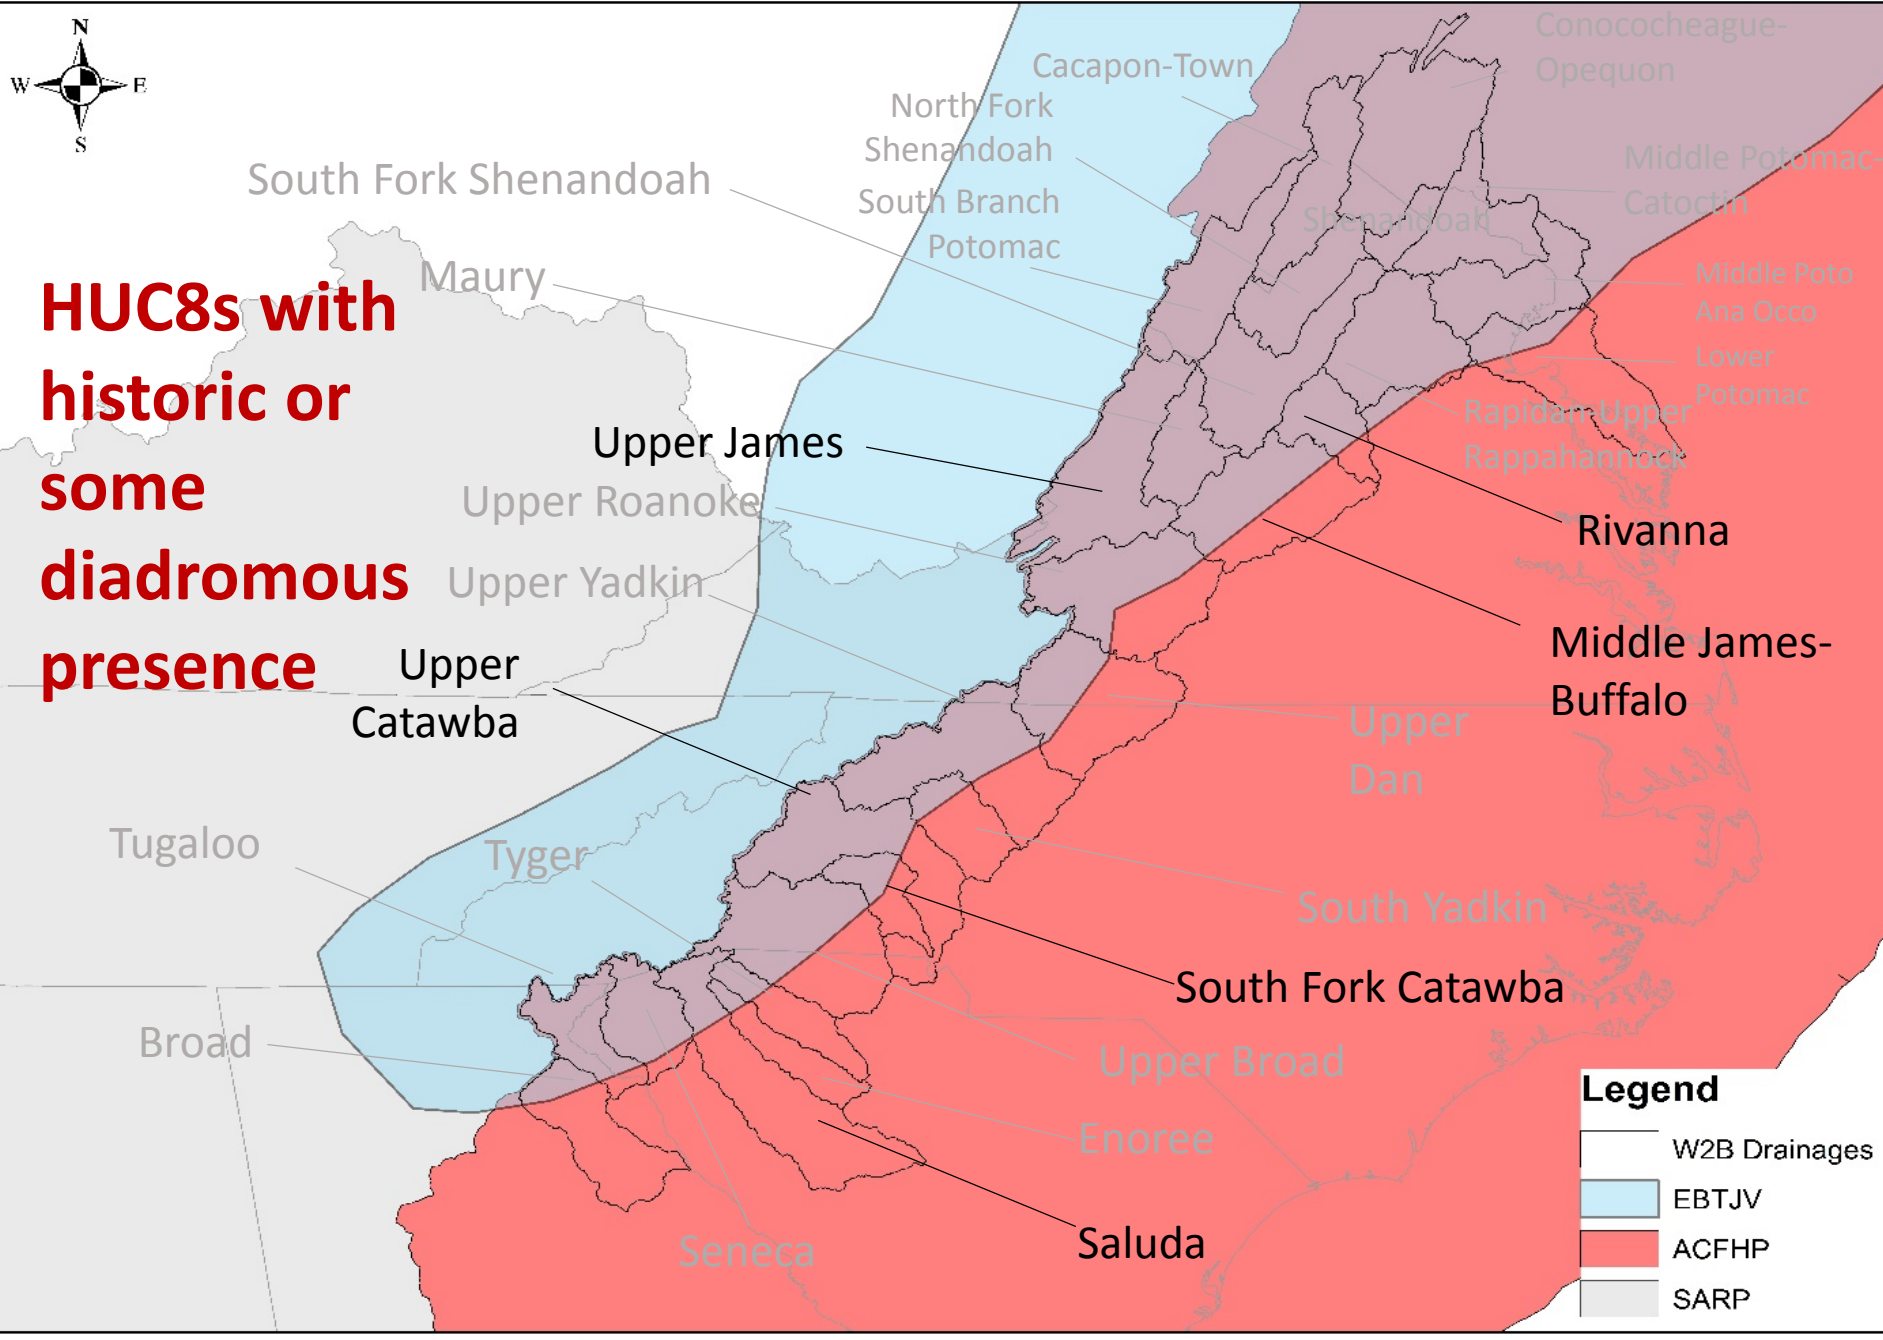 N
W
E
S
HUC8s with
historic or
some
diadromous
presence
Conococheague-
Opequon
Cacapon-Town
North Fork
Shenandoah
South Fork Shenandoah
South Branch
Potomac
Middle Potomac-
Catoctin
Shenandoah
Maury
Middle Poto
Ana Occo
Lower
Potomac
Rapidan-Upper
Rappahannock
Upper James
Upper Roanoke
Rivanna
Upper Yadkin
Middle James-
Buffalo
Upper
Catawba
Upper
Dan
Tugaloo
Tyger
South Yadkin
South Fork Catawba
Broad
Upper Broad
Enoree
Seneca
Saluda
Legend
W2B Drainages
EBTJV
ACFHP
SARP